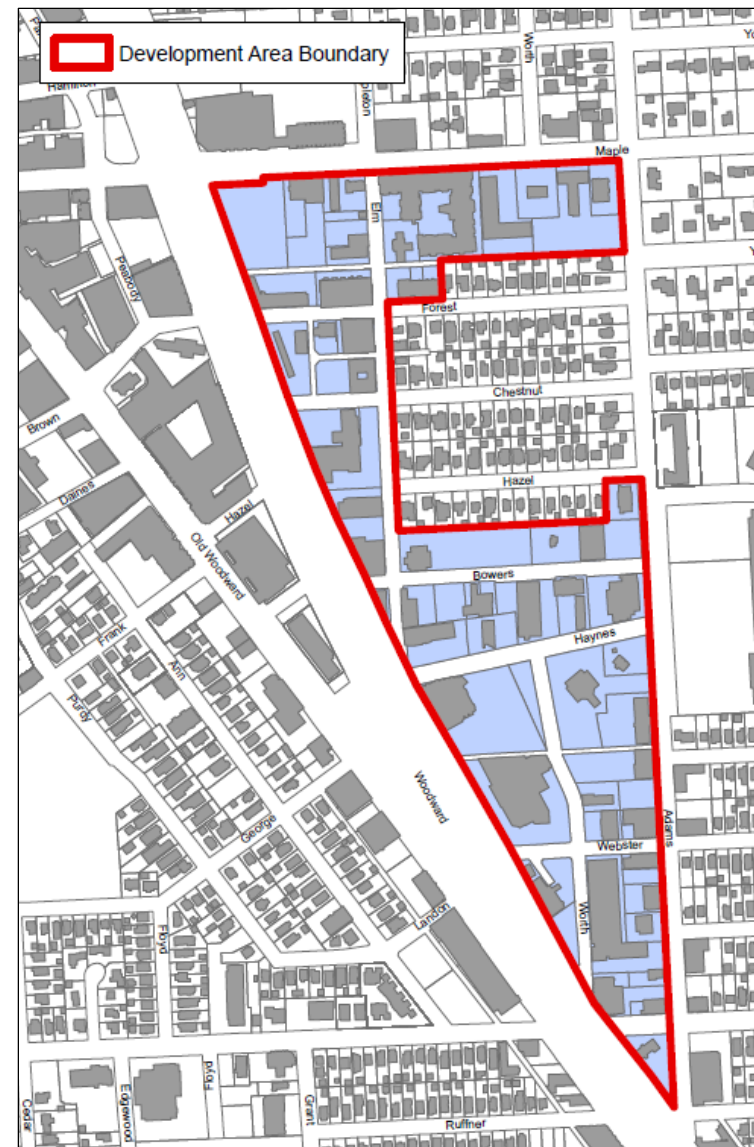 Development Area Boundary
Hamilton
Worth
Maple
Elm
Peabody
Forest
Chestnut
Brown
Hazel
Daines
Hazel
Old Woodward
Bowers
Frank
Haynes
Ann
Purdy
Woodward
Adams
George
Webster
Landon
Worth
Floyd
Floyd
Cedar
Edgewood
Grant
Ruffner